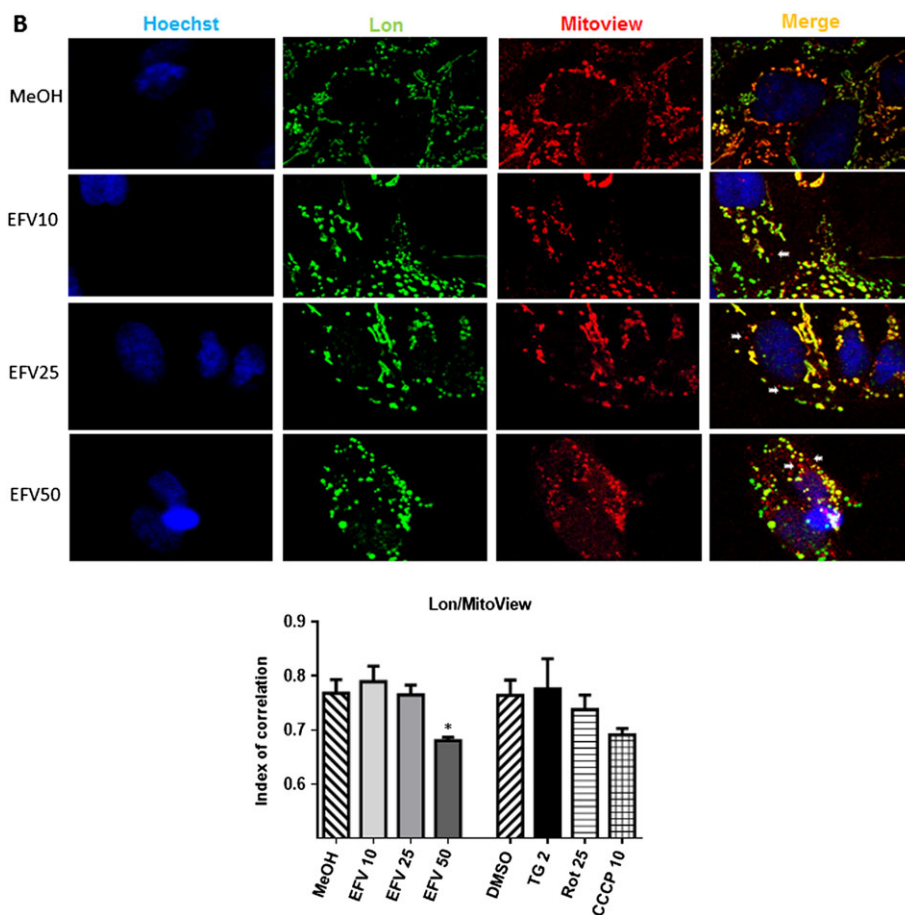 B
Hoechst Lon Mitoview Merge
MeOH
EFV10
EFV25
EFV50
Lon/MitoView
Index of correlation
0.9
0.8
0.7
0.6
*
MeOH EFV 10 EFV 25 EFV 50 DMSO TG 2 Rot 25 CCCP 10